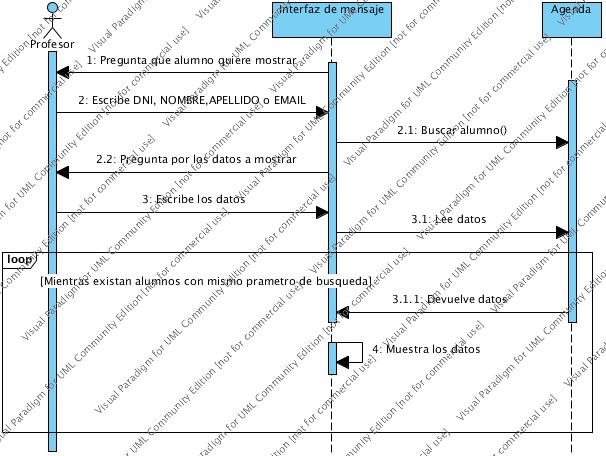 Interfaz de mensaje
Agenda
Profesor
1: Pregunta que alumno quiere mostrar
2: Escribe DNI, NOMBRE,APELLIDO o EMAIL
2.1: Buscar alumno()
2.2: Pregunta por los datos a mostrar
3: Escribe los datos
3.1: Lee datos
loop
[Mientras existan alumnos con mismo prametro de busqueda]
3.1.1: Devuelve datos
4: Muestra los datos
Visual Paradigm for UML Community Edition [not for commercial use]